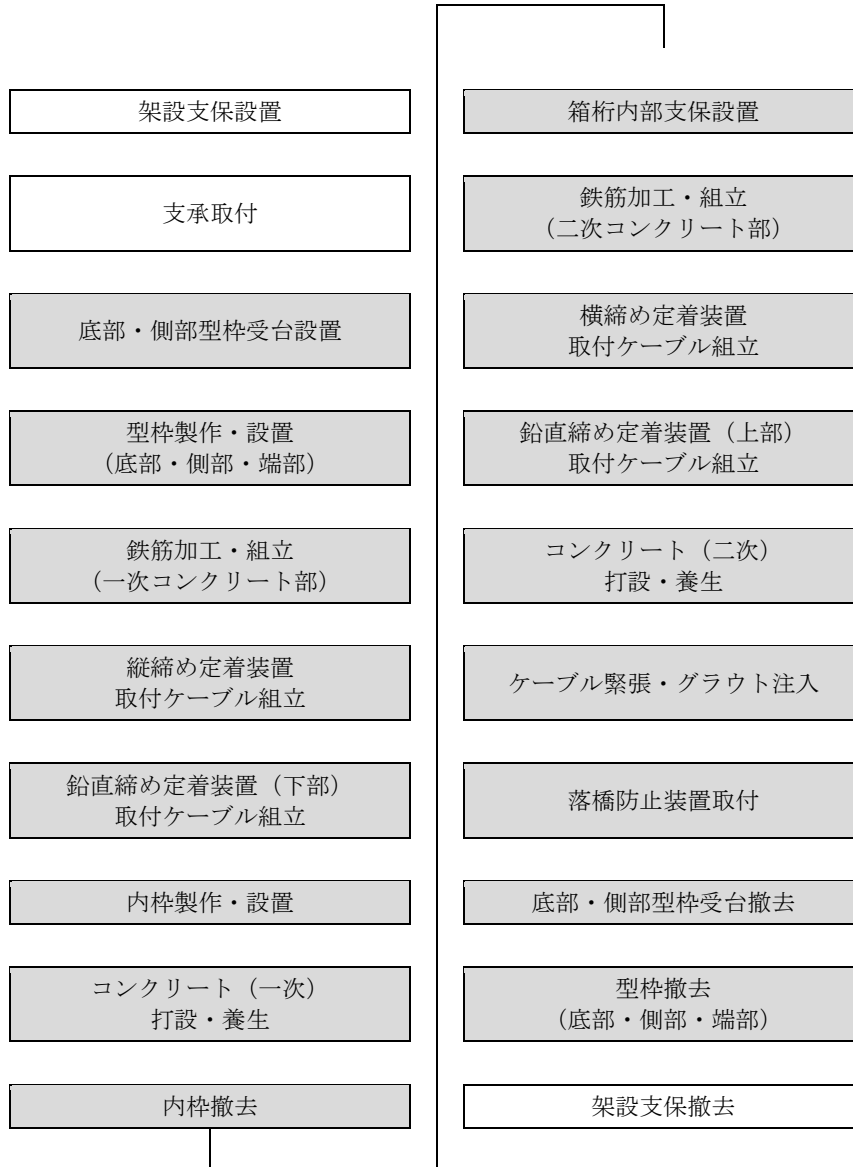 架設支保設置
支承取付
底部・側部型枠受台設置
型枠製作・設置
（底部・側部・端部）
鉄筋加工・組立
（一次コンクリート部）
縦締め定着装置
取付ケーブル組立
鉛直締め定着装置（下部）
取付ケーブル組立
内枠製作・設置
コンクリート（一次）
打設・養生
内枠撤去
箱桁内部支保設置
鉄筋加工・組立
（二次コンクリート部）
横締め定着装置
取付ケーブル組立
鉛直締め定着装置（上部）
取付ケーブル組立
コンクリート（二次）
打設・養生
ケーブル緊張・グラウト注入
落橋防止装置取付
底部・側部型枠受台撤去
型枠撤去
（底部・側部・端部）
架設支保撤去